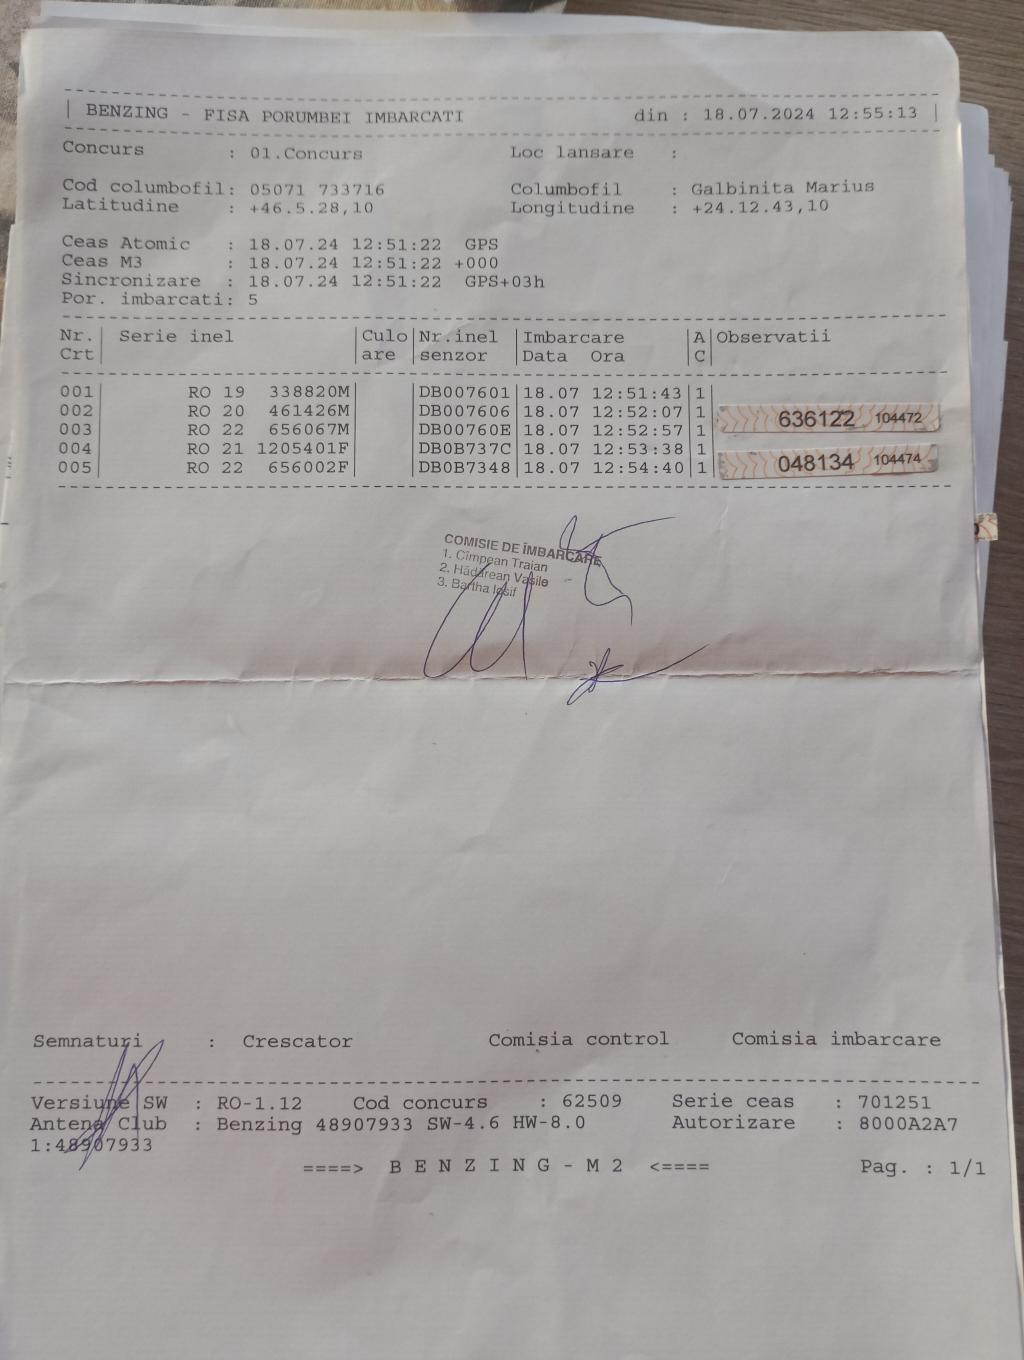 | BENZING - FISA PORUMBEI IMBARCATI din : 18.07.2024 12:55:13 |
Concurs : 01.Concurs Loc lansare :
Cod columbofil: 05071 733716 Columbofil : Galbinita Marius
Latitudine : +46.5.28,10 Longitudine : +24.12.43,10
Ceas Atomic : 18.07.24 12:51:22 GPS
Ceas M3 : 18.07.24 12:51:22 +000
Sincronizare : 18.07.24 12:51:22 GPS+03h
Por. imbarcati: 5
Nr.| Serie inel |Culo|Nr.inel |Imbarcare |A|Observatii
Crt| |are |senzor |Data Ora |C|
001| RO 19 338820M| |DB007601|18.07 12:51:43|1|
002| RO 20 461426M| |DB007606|18.07 12:52:07|1| 636122 104472
003| RO 22 656067M| |DB00760E|18.07 12:52:57|1|
004| RO 21 1205401F| |DB0B737C|18.07 12:53:38|1|
005| RO 22 656002F| |DB0B7348|18.07 12:54:40|1| 048134 104474
COMISIE DE ÎMBARCARE
1. Cîmpean Traian
2. Hădărean Vasile
3. Bartha Iosif
Semnaturi : Crescator Comisia control Comisia imbarcare
Versiune SW : RO-1.12 Cod concurs : 62509 Serie ceas : 701251
Antena Club : Benzing 48907933 SW-4.6 HW-8.0 Autorizare : 8000A2A7
1:48907933
====> B E N Z I N G - M 2 <==== Pag. : 1/1